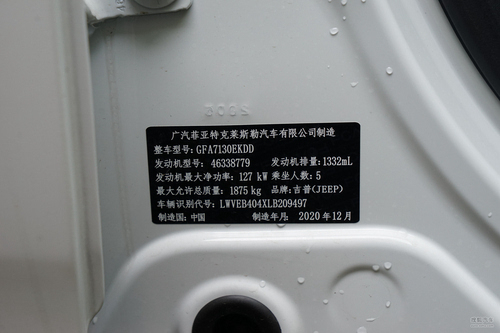 2300
广汽菲亚特克莱斯勒汽车有限公司制造
整车型号: GFA7130EKDD
发动机型号: 46338779 发动机排量: 1332mL
发动机最大净功率: 127 kW 乘坐人数: 5
最大允许总质量: 1875 kg 品牌: 吉普(JEEP)
车辆识别代号: LWVEB404XLB209497
制造国: 中国 制造年月: 2020 年 12 月